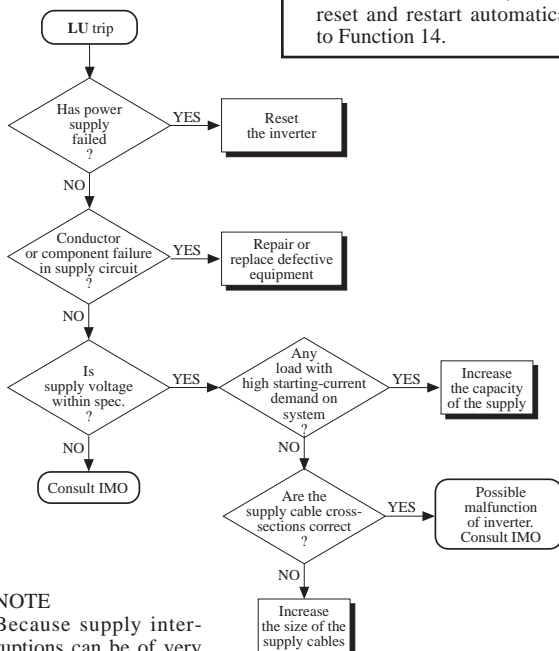 reset and restart automatica
to Function 14.
LU trip
Has power
supply
failed
?
YES
Reset
the inverter
NO
Conductor
or component failure
in supply circuit
?
YES
Repair or
replace defective
equipment
NO
Is
supply voltage
within spec.
?
YES
Any
load with
high starting-current
demand on
system
?
YES
Increase
the capacity
of the supply
NO
Consult IMO
NO
Are the
supply cable cross-
sections correct
?
YES
Possible
malfunction
of inverter.
Consult IMO
NO
Increase
the size of the
supply cables
NOTE
Because supply inter-
ruptions can be of very